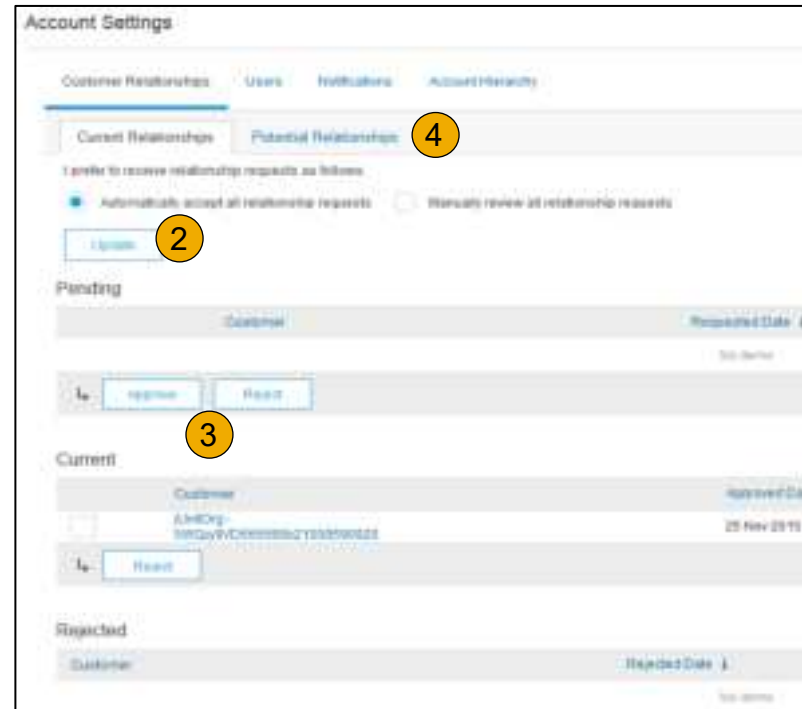 Account Settings
Customer Relationships Users Notifications Account Hierarchy
Current Relationships Potential Relationships 4
I prefer to receive relationship requests as follows:
Automatically accept all relationship requests Manually review all relationship requests
Update 2
Pending
Customer Requested Date ↓
No items
Approve Reject
3
Current
Customer Approved Da
25 Nov 2015
Reject
Rejected
Customer Rejected Date ↓
No items